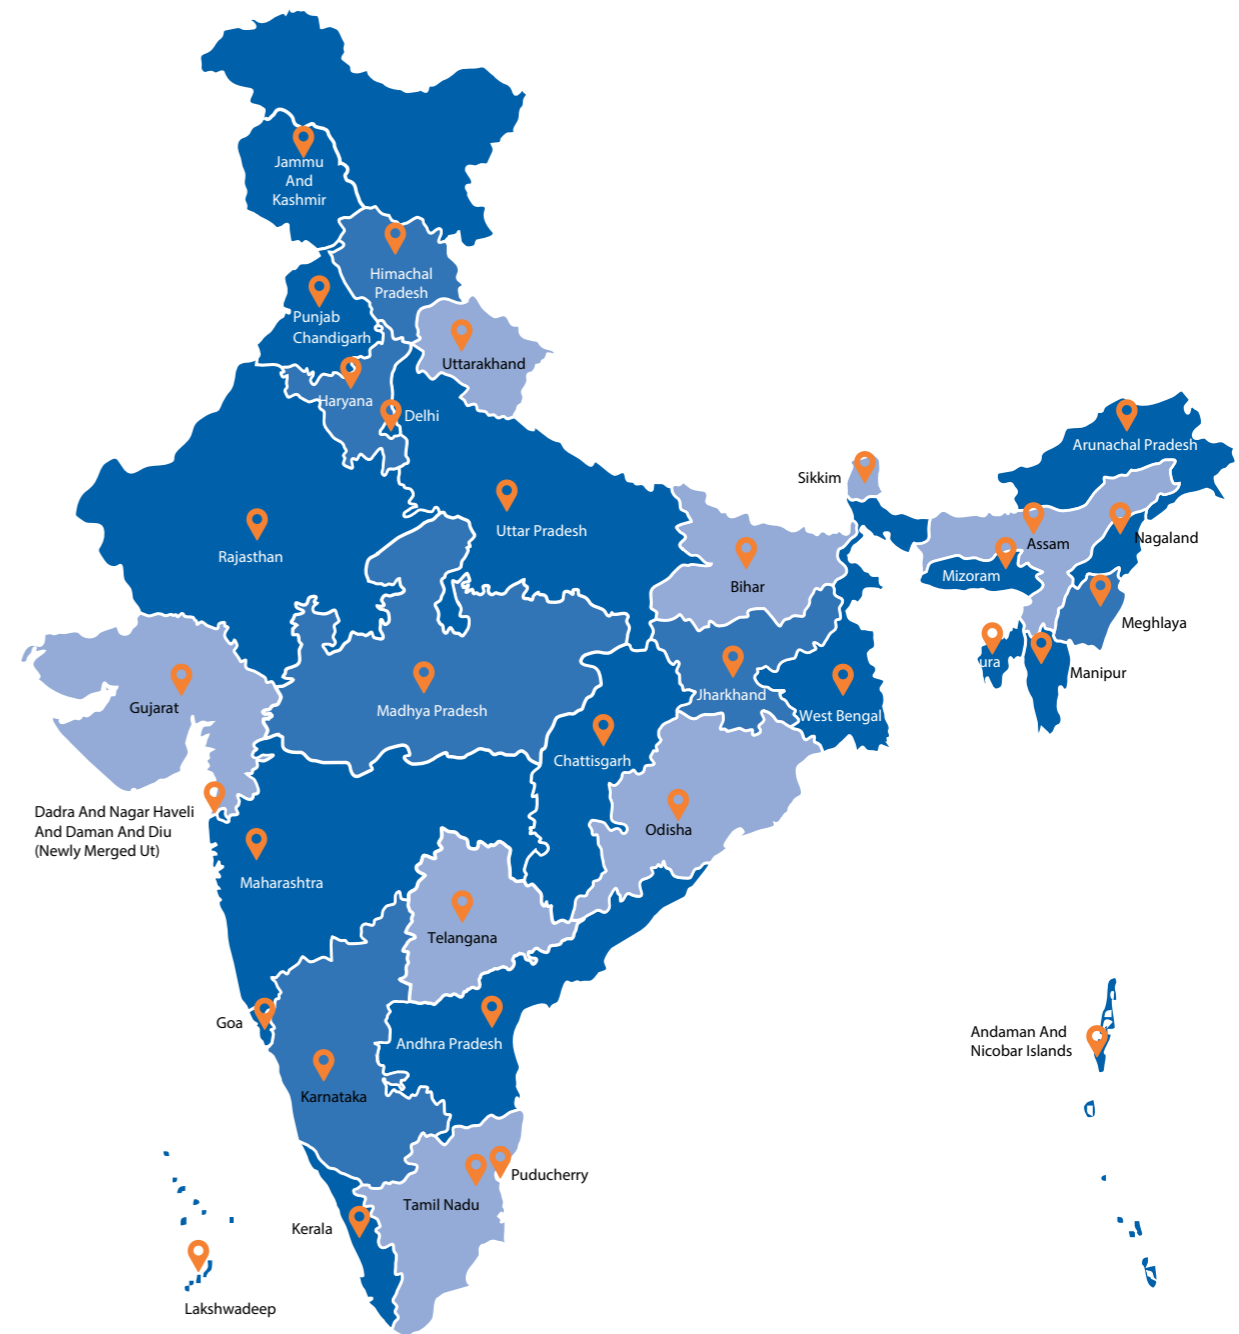 Jammu
And
Kashmir
Himachal
Pradesh
Punjab
Chandigarh
Uttarakhand
Haryana
Delhi
Arunachal Pradesh
Sikkim
Uttar Pradesh
Rajasthan
Assam
Nagaland
Mizoram
Bihar
Meghlaya
ura
Manipur
Jharkhand
Gujarat
Madhya Pradesh
West Bengal
Chattisgarh
Dadra And Nagar Haveli
And Daman And Diu
(Newly Merged Ut)
Odisha
Maharashtra
Telangana
Goa
Andhra Pradesh
Andaman And
Nicobar Islands
Karnataka
Puducherry
Tamil Nadu
Kerala
Lakshwadeep